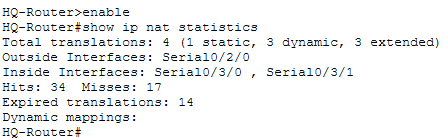 HQ-Router>enable
HQ-Router#show ip nat statistics
Total translations: 4 (1 static, 3 dynamic, 3 extended)
Outside Interfaces: Serial0/2/0
Inside Interfaces: Serial0/3/0 , Serial0/3/1
Hits: 34  Misses: 17
Expired translations: 14
Dynamic mappings:
HQ-Router#